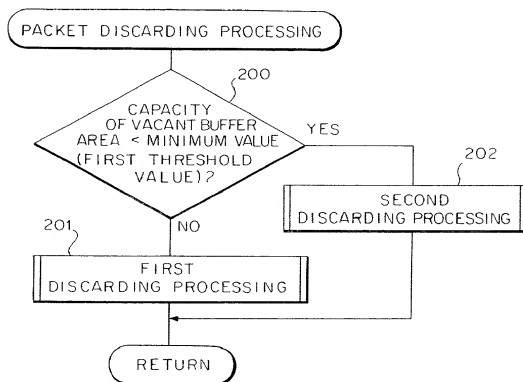 PACKET DISCARDING PROCESSING
200
CAPACITY
OF VACANT BUFFER
AREA < MINIMUM VALUE
(FIRST THRESHOLD
VALUE)?
YES
202
SECOND
DISCARDING PROCESSING
NO
201
FIRST
DISCARDING PROCESSING
RETURN